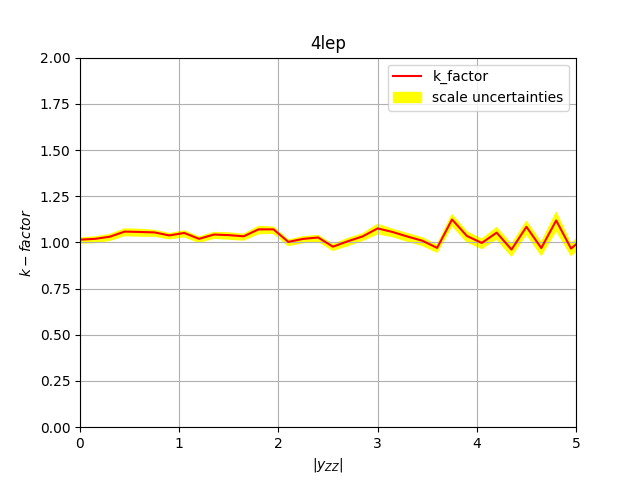 4lep
k_factor
scale uncertainties
2.00
1.75
1.50
1.25
1.00
0.75
0.50
0.25
0.00
k − factor
0 1 2 3 4 5
|yZZ|